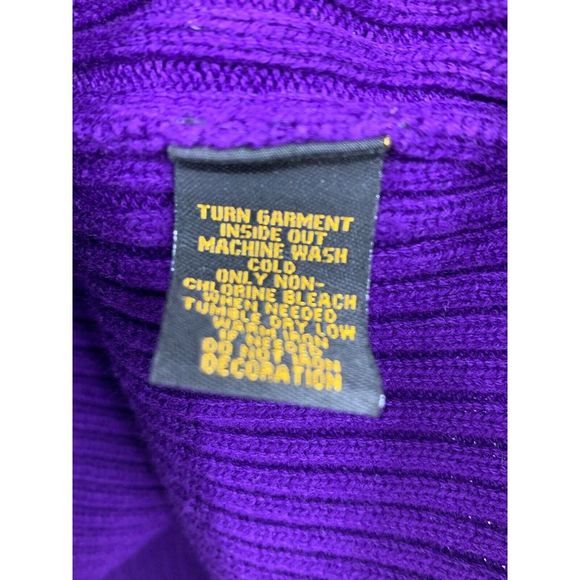 TURN GARMENT
INSIDE OUT
MACHINE WASH
COLD
ONLY NON-
CHLORINE BLEACH
WHEN NEEDED
TUMBLE DRY LOW
WARM IRON
IF NEEDED
DO NOT IRON
DECORATION